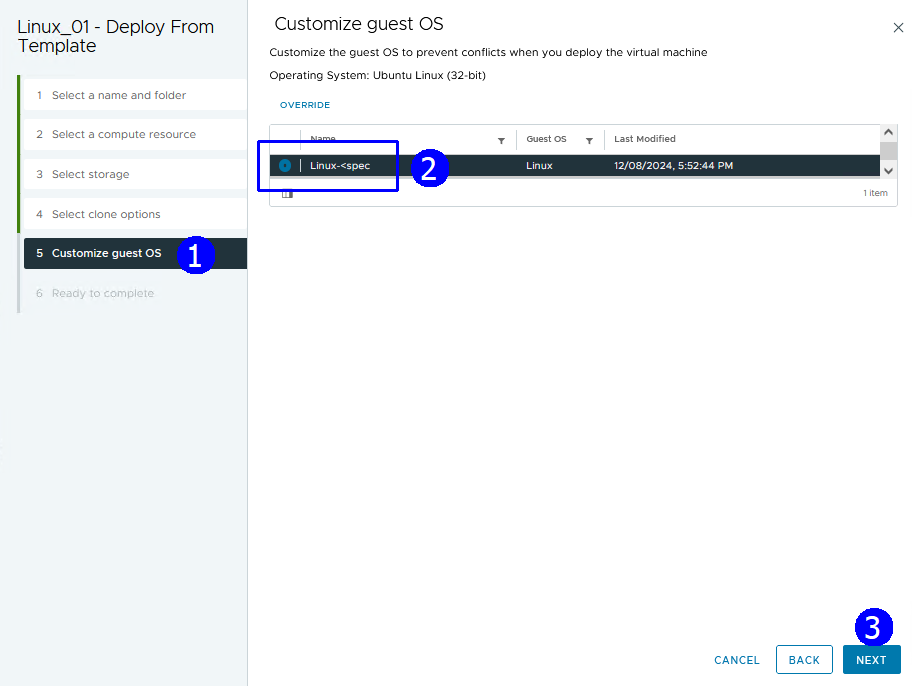 Linux_01 - Deploy From
Template
1 Select a name and folder
2 Select a compute resource
3 Select storage
4 Select clone options
5 Customize guest OS
1
6 Ready to complete
Customize guest OS
Customize the guest OS to prevent conflicts when you deploy the virtual machine
Operating System: Ubuntu Linux (32-bit)
OVERRIDE
Name Guest OS Last Modified
Linux-<spec Linux 12/08/2024, 5:52:44 PM
2
1 item
3
CANCEL BACK NEXT